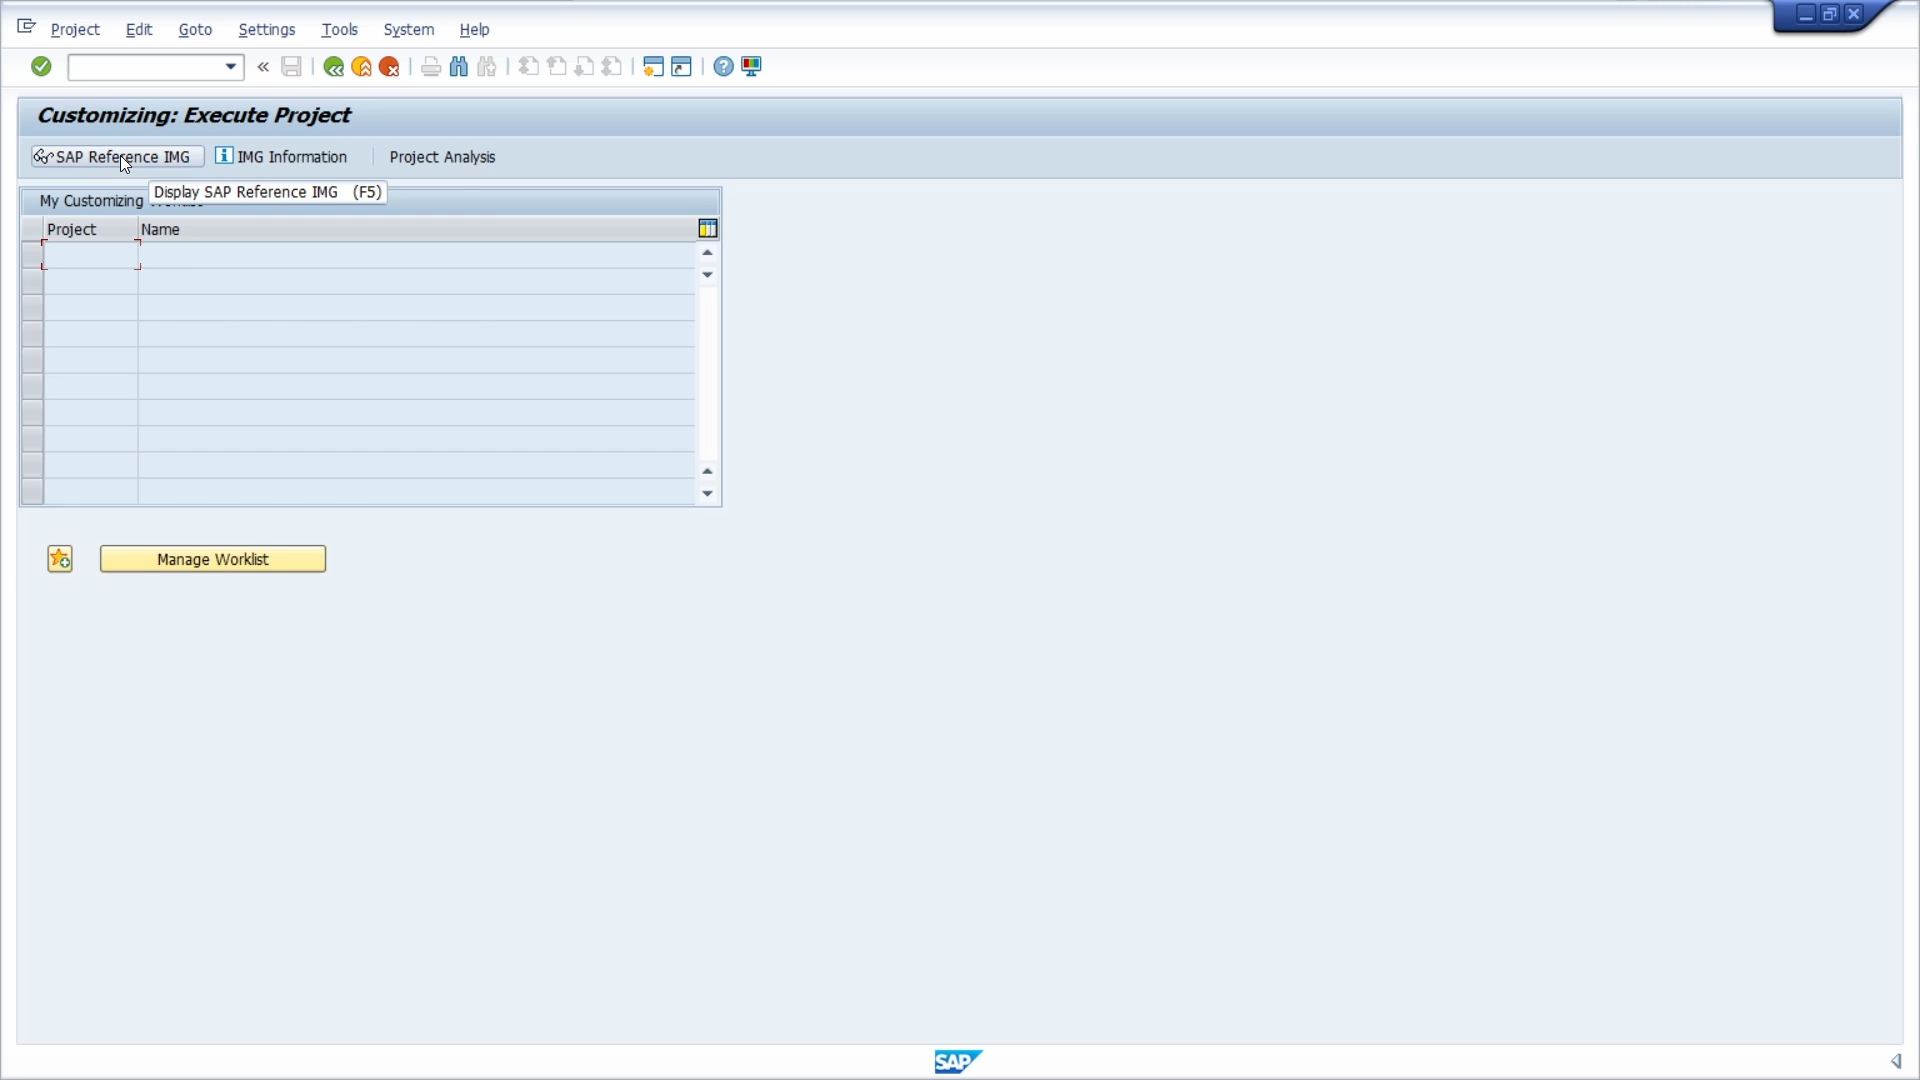 Project Edit Goto Settings Tools System Help
Customizing: Execute Project
SAP Reference IMG IMG Information Project Analysis
Display SAP Reference IMG (F5)
My Customizing
Project Name
Manage Worklist
SAP